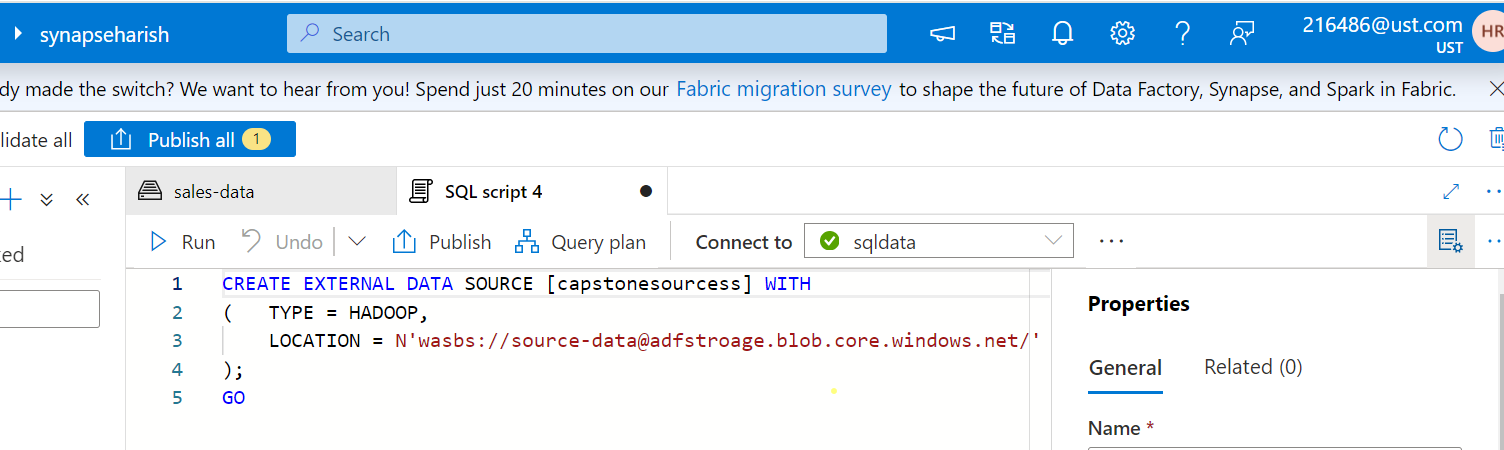 synapseharish
Search
216486@ust.com
UST
HR
dy made the switch? We want to hear from you! Spend just 20 minutes on our Fabric migration survey to shape the future of Data Factory, Synapse, and Spark in Fabric.
lidate all
Publish all 1
sales-data
SQL script 4
Run
Undo
Publish
Query plan
Connect to
sqldata
ed
1 CREATE EXTERNAL DATA SOURCE [capstonesourcess] WITH
2 ( TYPE = HADOOP,
3 LOCATION = N'wasbs://source-data@adfstroage.blob.core.windows.net/'
4 );
5 GO
Properties
General
Related (0)
Name *